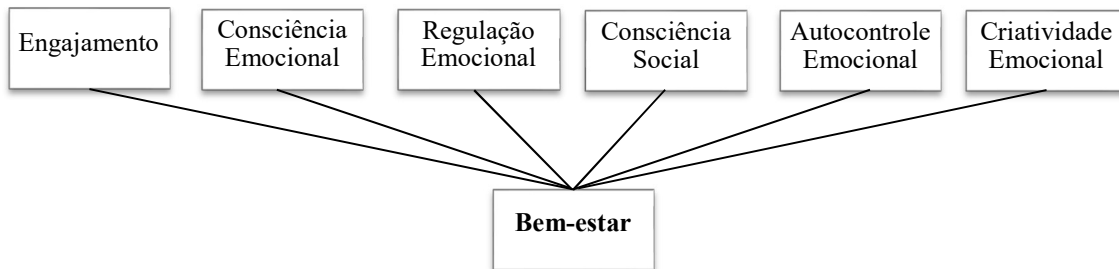 Engajamento
Consciência
Emocional
Regulação
Emocional
Consciência
Social
Autocontrole
Emocional
Criatividade
Emocional
Bem-estar